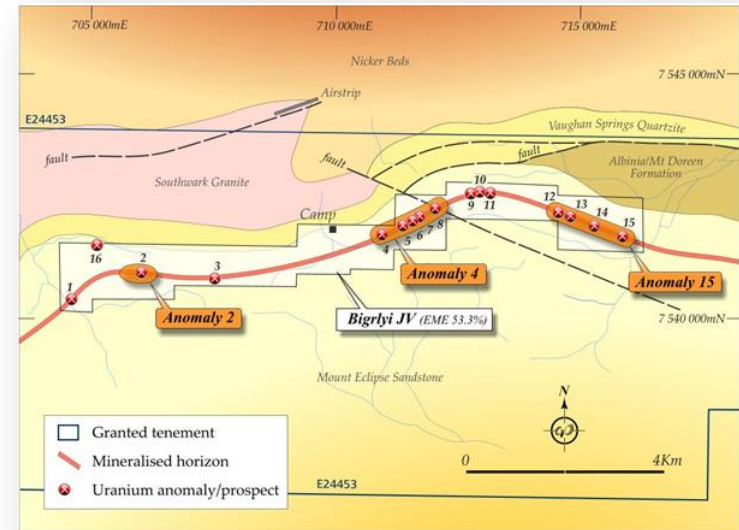 705 000mE
710 000mE
715 000mE
Nicker Beds
7 545 000mN
Airstrip
E24453
Vaughan Springs Quartzite
fault
fault
fault
Albinia/Mt Doreen
Formation
Southwark Granite
Camp
10
9
11
12
13
14
15
16
1
2
3
4
5
6
7
8
Anomaly 4
Anomaly 15
Anomaly 2
Bigrlyi JV (EME 53.3%)
7 540 000mN
Mount Eclipse Sandstone
N
Granted tenement
Mineralised horizon
Uranium anomaly/prospect
0
4Km
E24453